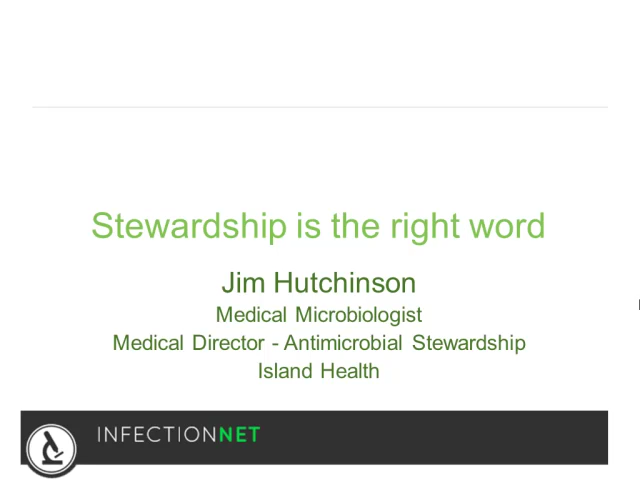 Stewardship is the right word
Jim Hutchinson
Medical Microbiologist
Medical Director - Antimicrobial Stewardship
Island Health
INFECTIONNET